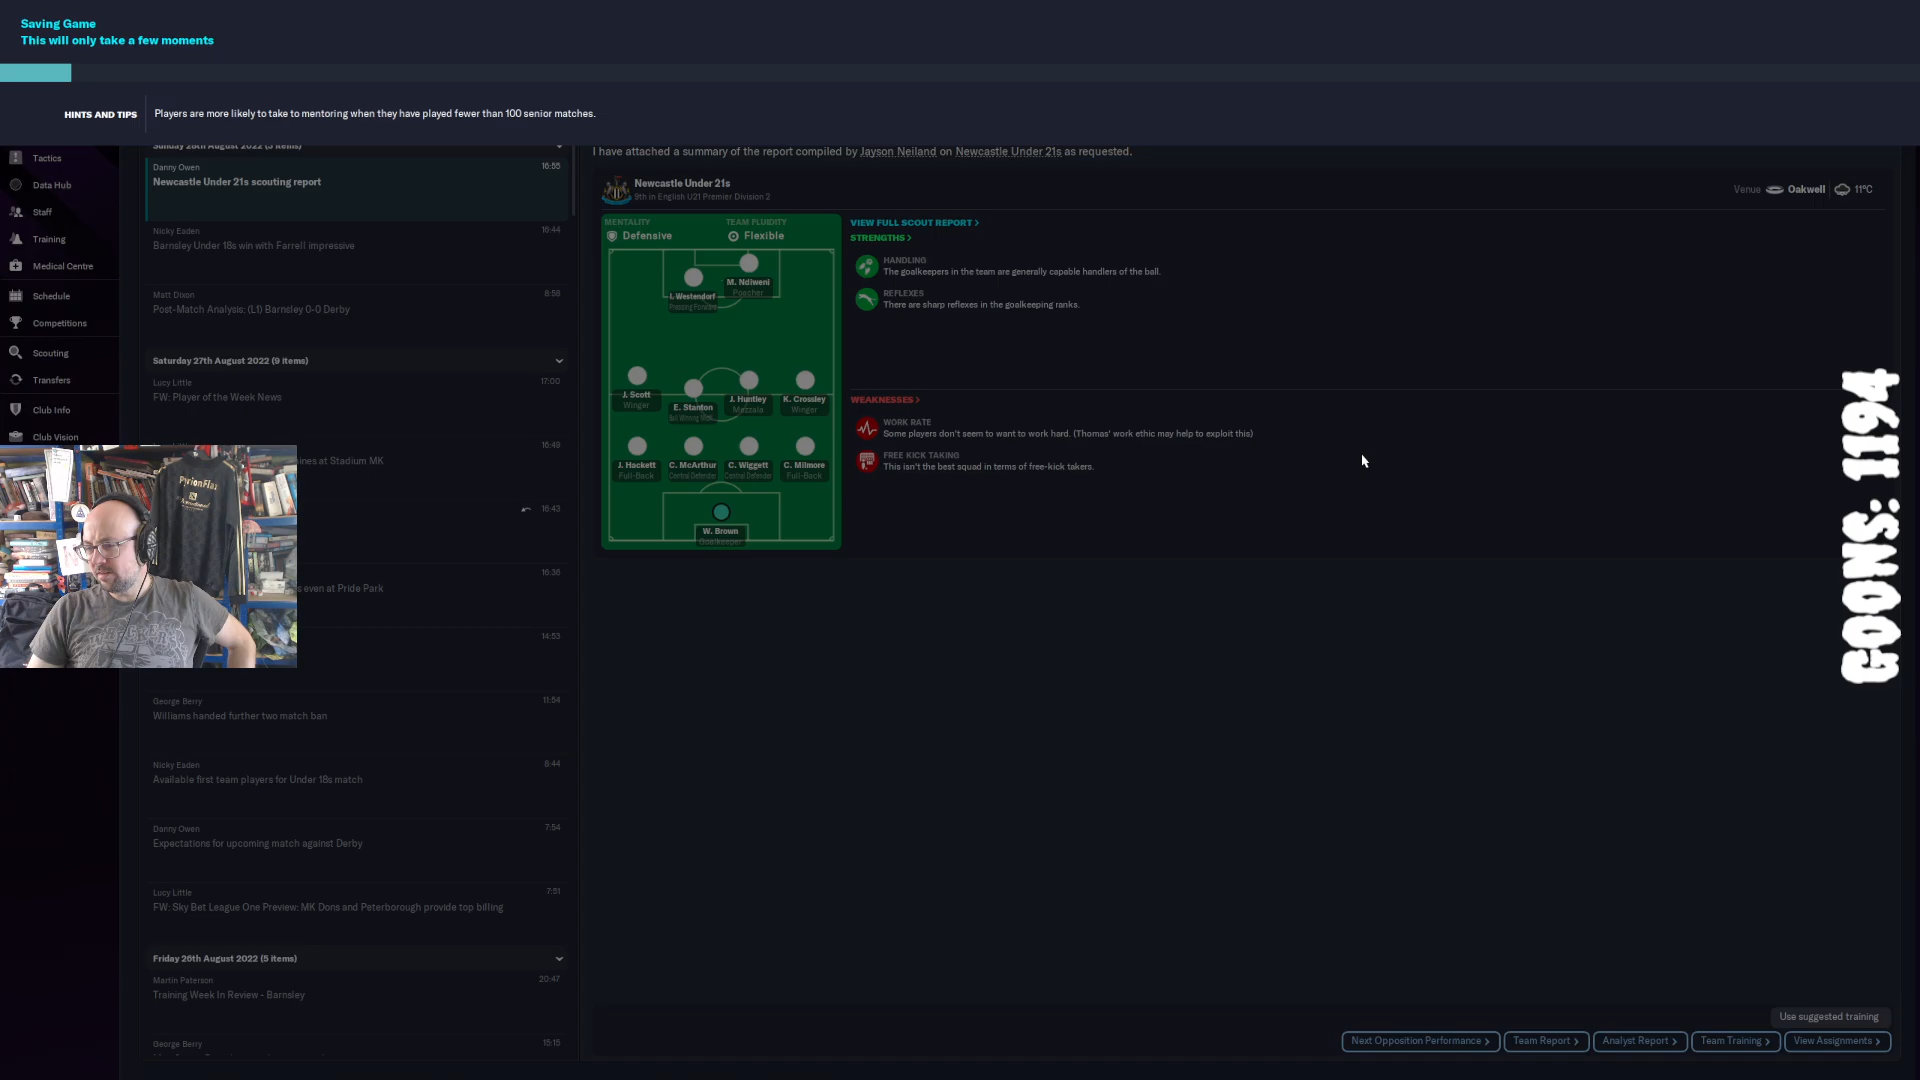 Saving Game
This will only take a few moments
HINTS AND TIPS
Players are more likely to take to mentoring when they have played fewer than 100 senior matches.
Tactics
Data Hub
Staff
Training
Medical Centre
Schedule
Competitions
Scouting
Transfers
Club Info
Club Vision
Sunday 28th August 2022 (3 items)
Danny Owen 16:55
Newcastle Under 21s scouting report
Nicky Eaden 16:44
Barnsley Under 18s win with Farrell impressive
Matt Dixon 8:58
Post-Match Analysis: (L1) Barnsley 0-0 Derby
Saturday 27th August 2022 (9 items)
Lucy Little 17:00
FW: Player of the Week News
16:49
at Stadium MK
16:43
16:36
even at Pride Park
14:53
George Berry 11:54
Williams handed further two match ban
Nicky Eaden 8:44
Available first team players for Under 18s match
Danny Owen 7:54
Expectations for upcoming match against Derby
Lucy Little 7:51
FW: Sky Bet League One Preview: MK Dons and Peterborough provide top billing
Friday 26th August 2022 (5 items)
Martin Paterson 20:47
Training Week In Review - Barnsley
George Berry 15:15
I have attached a summary of the report compiled by Jayson Neiland on Newcastle Under 21s as requested.
Newcastle Under 21s
9th in English U21 Premier Division 2
Venue Oakwell 11°C
MENTALITY
Defensive
TEAM FLUIDITY
Flexible
M. Ndiweni
Poacher
I. Westendorf
Pressing Forward
J. Scott
Winger
E. Stanton
J. Huntley
Mezzala
K. Crossley
Winger
J. Hackett
Full-Back
C. McArthur
Central Defender
C. Wiggett
Central Defender
C. Milmore
Full-Back
W. Brown
Goalkeeper
VIEW FULL SCOUT REPORT >
STRENGTHS >
HANDLING
The goalkeepers in the team are generally capable handlers of the ball.
REFLEXES
There are sharp reflexes in the goalkeeping ranks.
WEAKNESSES >
WORK RATE
Some players don't seem to want to work hard. (Thomas' work ethic may help to exploit this)
FREE KICK TAKING
This isn't the best squad in terms of free-kick takers.
GOONS: 1194
Use suggested training
Next Opposition Performance >
Team Report >
Analyst Report >
Team Training >
View Assignments >